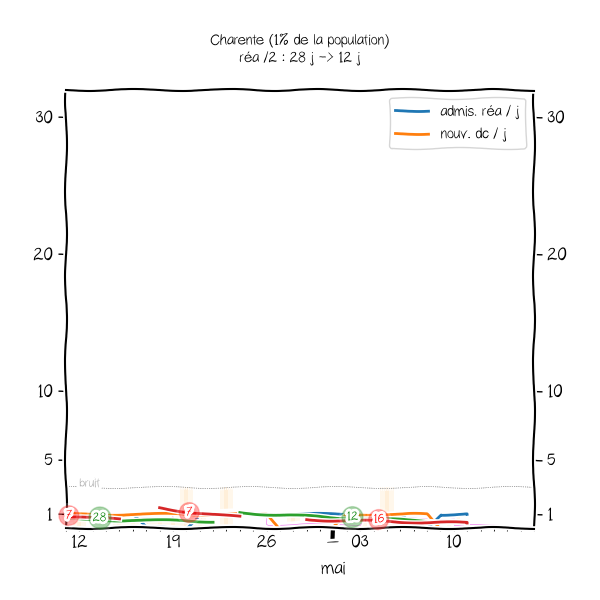 Charente (1% de la population)
réa /2 : 28 j -> 12 j
admis. réa / j
nouv. dc / j
30 30
20 20
10 10
5 5
bruit
1 7 28 7 12 16 1
12 19 26 03 10
mai